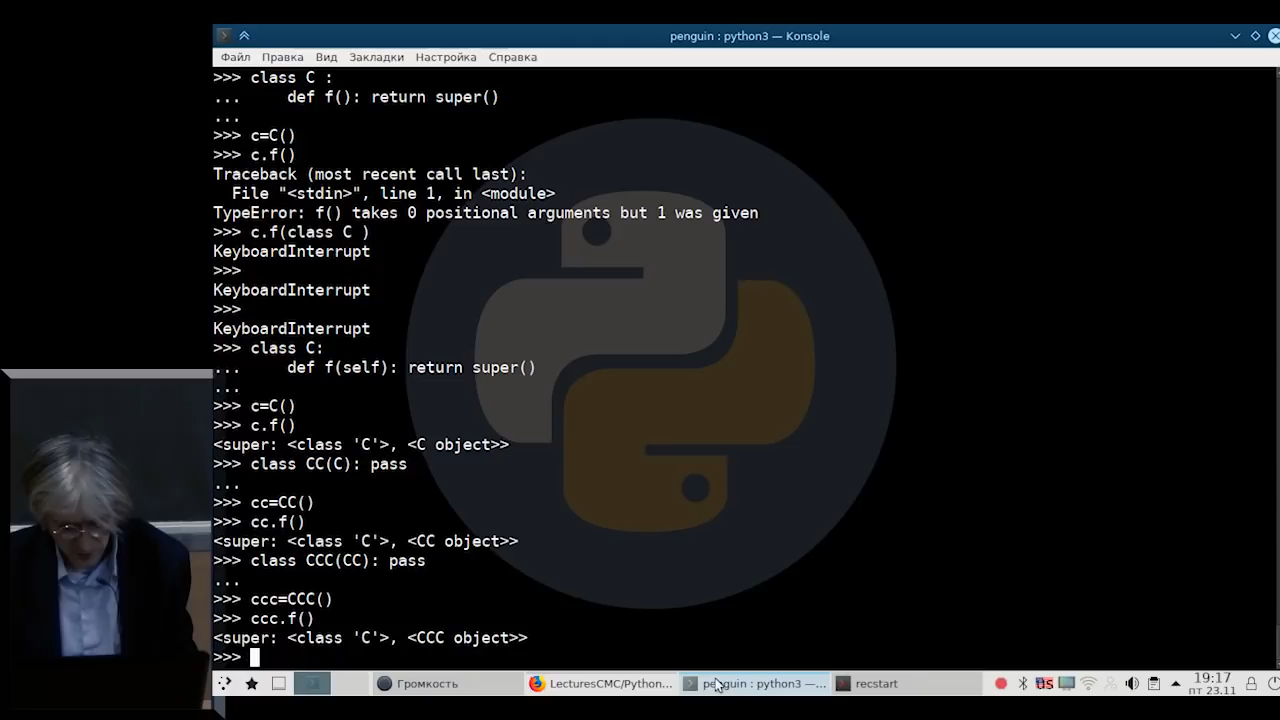 penguin : python3 — Konsole
Файл Правка Вид Закладки Настройка Справка
>>> class C :
...     def f(): return super()
...
>>> c=C()
>>> c.f()
Traceback (most recent call last):
  File "<stdin>", line 1, in <module>
TypeError: f() takes 0 positional arguments but 1 was given
>>> c.f(class C )
KeyboardInterrupt
>>>
KeyboardInterrupt
>>>
KeyboardInterrupt
>>> class C:
...     def f(self): return super()
...
>>> c=C()
>>> c.f()
<super: <class 'C'>, <C object>>
>>> class CC(C): pass
...
>>> cc=CC()
>>> cc.f()
<super: <class 'C'>, <CC object>>
>>> class CCC(CC): pass
...
>>> ccc=CCC()
>>> ccc.f()
<super: <class 'C'>, <CCC object>>
>>>
Громкость LecturesCMC/Python... penguin : python3 —... recstart US 19:17
пт 23.11